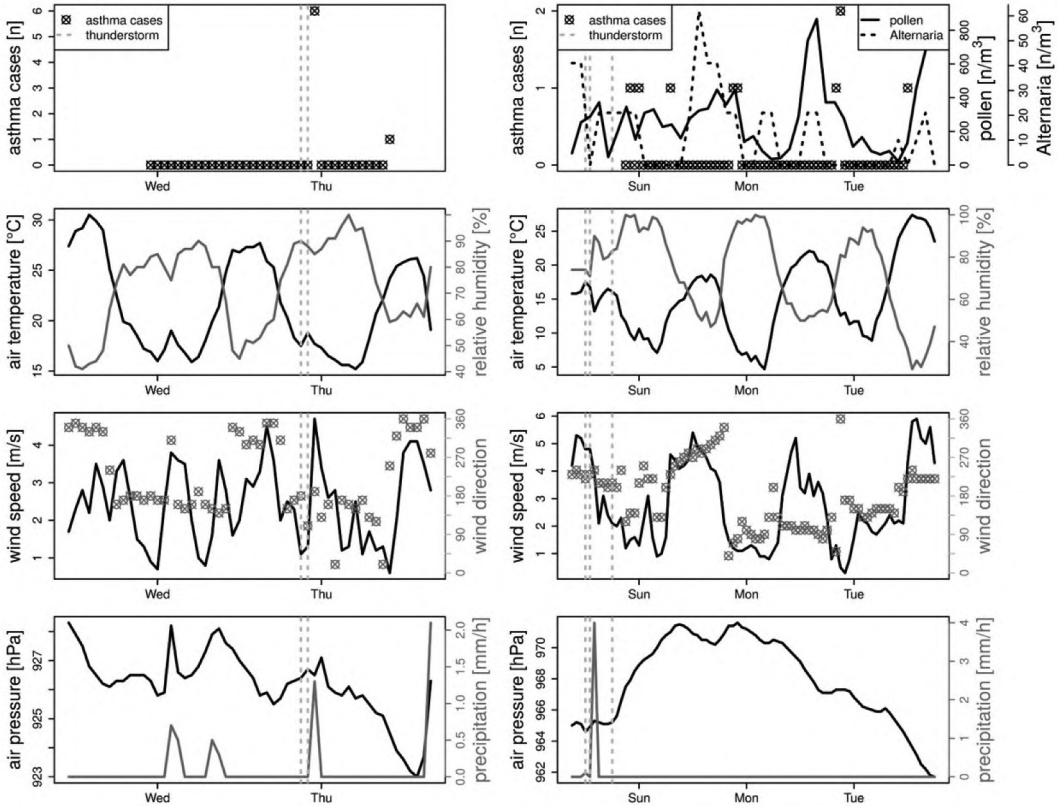 asthma cases [n]
0 1 2 3 4 5 6
asthma cases
thunderstorm
Wed Thu
asthma cases [n]
0 1 2
asthma cases
thunderstorm
pollen
Alternaria
0 200 400 600 800
pollen [n/m³]
0 10 20 30 40 50 60
Alternaria [n/m³]
Sun Mon Tue
air temperature [°C]
15 20 25 30
40 50 60 70 80 90
relative humidity [%]
Wed Thu
air temperature [°C]
5 10 15 20 25
40 60 80 100
relative humidity [%]
Sun Mon Tue
wind speed [m/s]
1 2 3 4
0 90 180 270 360
wind direction
Wed Thu
wind speed [m/s]
1 2 3 4 5 6
0 90 180 270 360
wind direction
Sun Mon Tue
air pressure [hPa]
923 925 927
0.0 0.5 1.0 1.5 2.0
precipitation [mm/h]
Wed Thu
air pressure [hPa]
962 964 966 968 970
0 1 2 3 4
precipitation [mm/h]
Sun Mon Tue